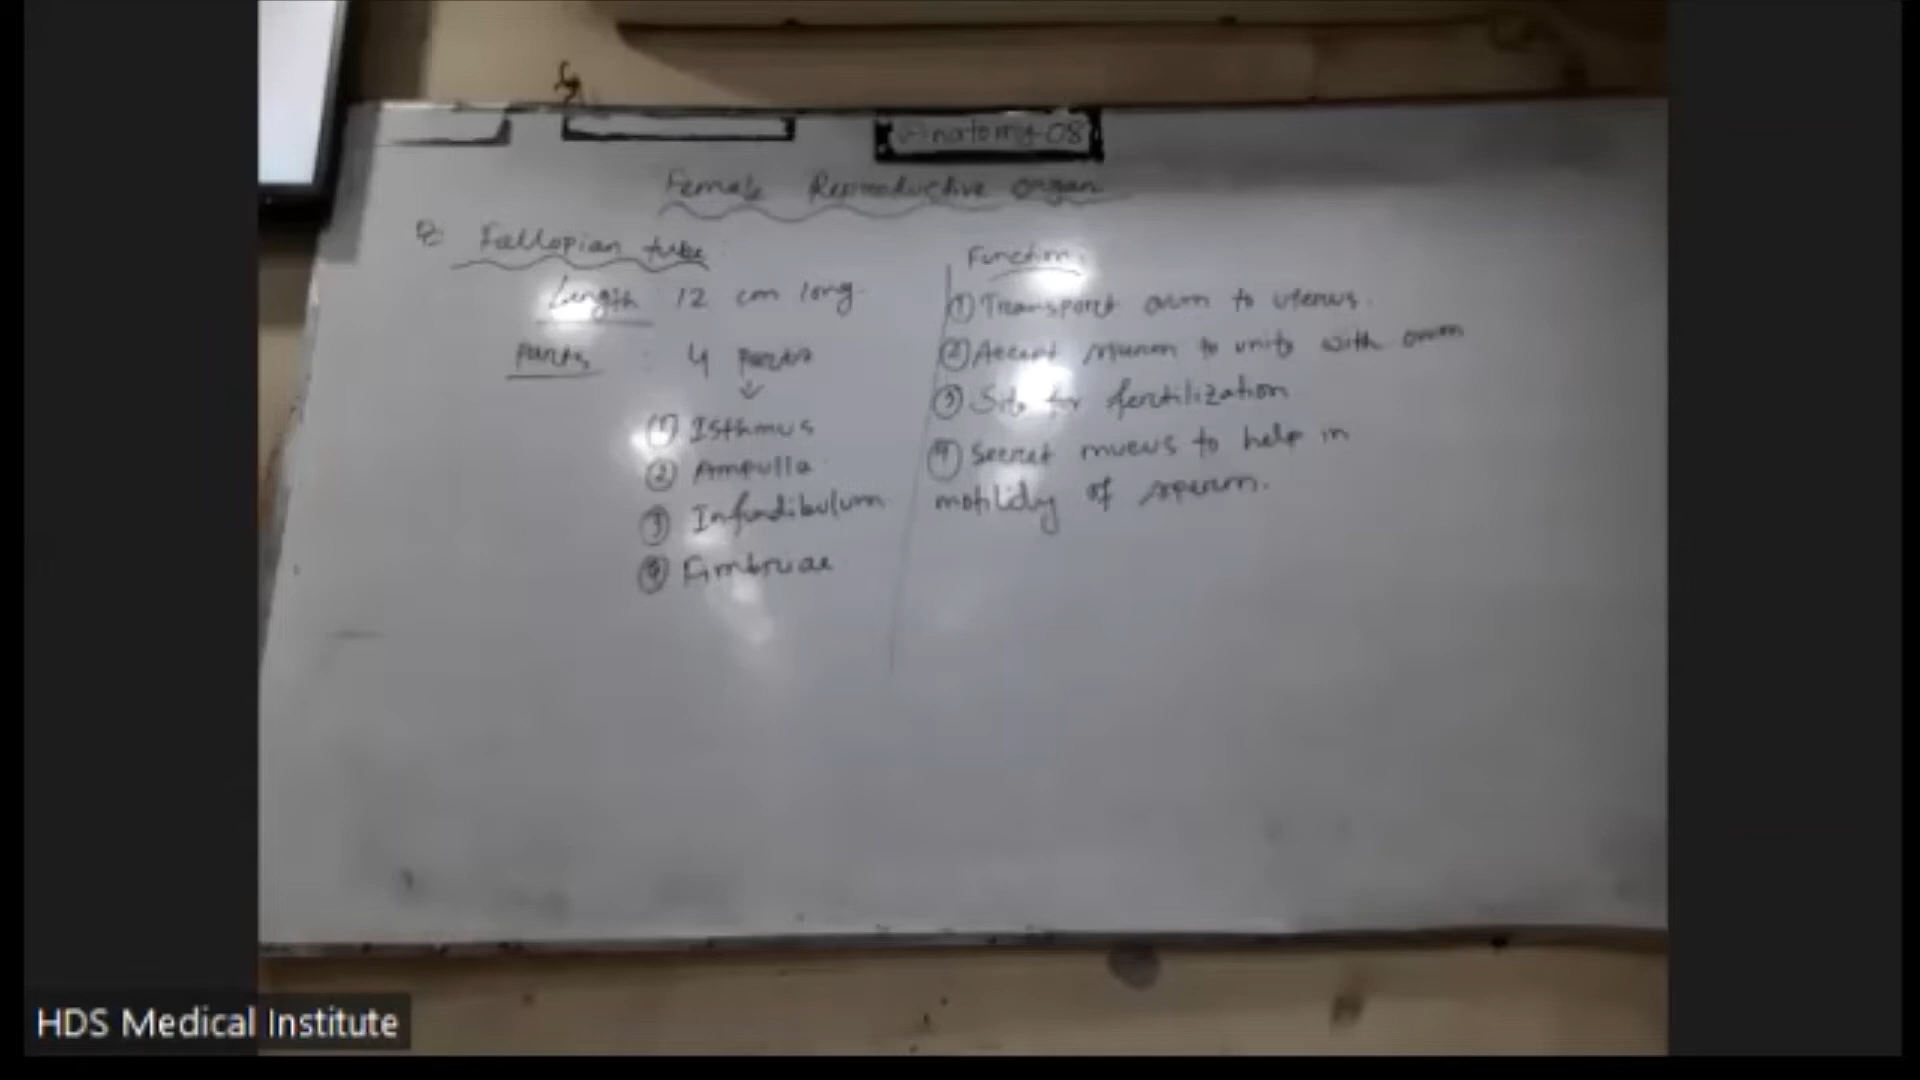 Anatomy-08
Female Reproductive organ
Fallopian tube:
Length 12 cm long.
Parts : 4 Parts
① Isthmus
② Ampulla
③ Infundibulum
④ Fimbriae
Function:
① Transport ovum to uterus.
② Accept sperm to unite with ovum
③ Site for fertilization
④ Secret mucus to help in
motility of sperm.
HDS Medical Institute